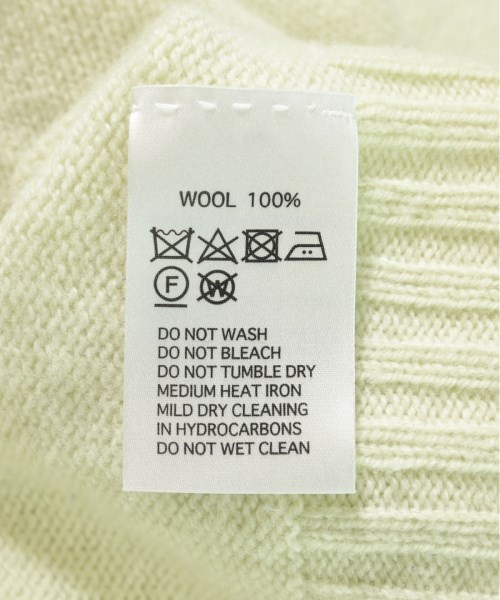 WOOL 100%
F
W
DO NOT WASH
DO NOT BLEACH
DO NOT TUMBLE DRY
MEDIUM HEAT IRON
MILD DRY CLEANING
IN HYDROCARBONS
DO NOT WET CLEAN